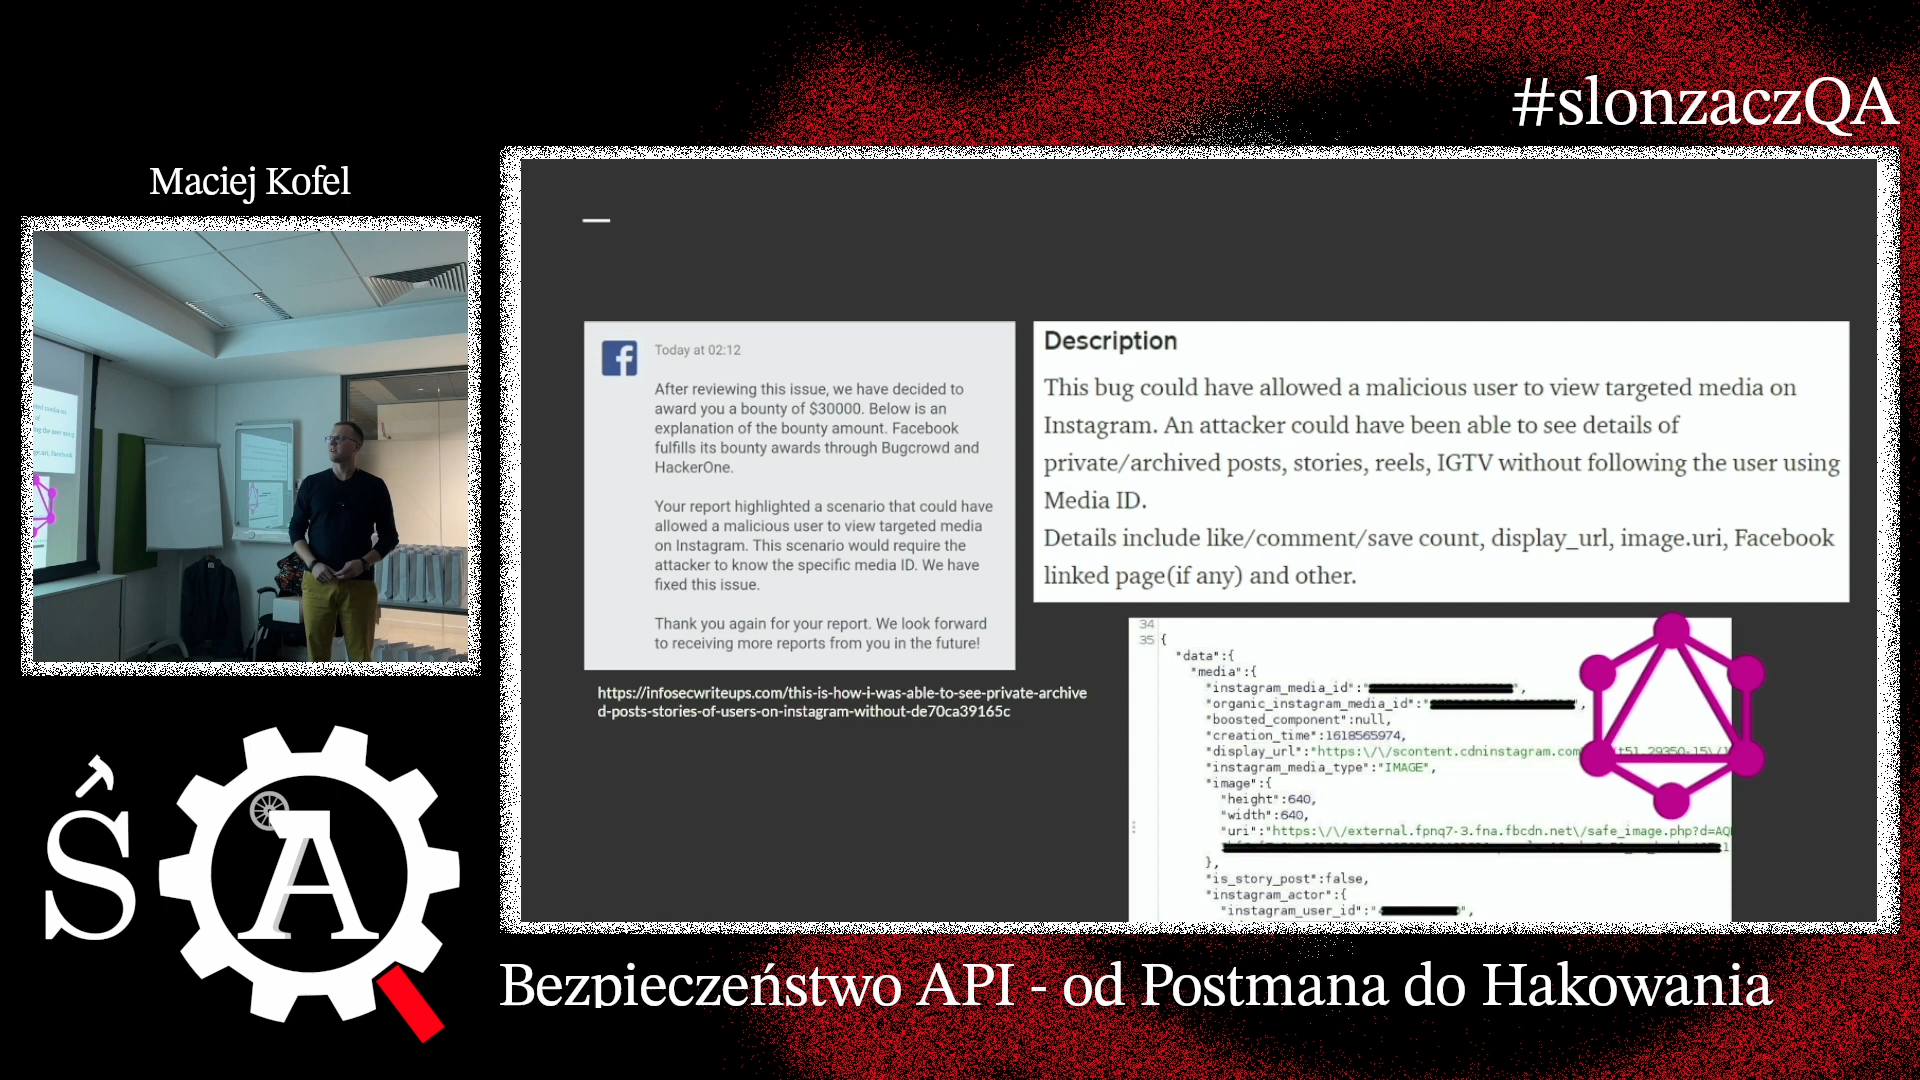 #slonzaczQA
Maciej Kofel
Today at 02:12
After reviewing this issue, we have decided to
award you a bounty of $30000. Below is an
explanation of the bounty amount. Facebook
fulfills its bounty awards through Bugcrowd and
HackerOne.
Your report highlighted a scenario that could have
allowed a malicious user to view targeted media
on Instagram. This scenario would require the
attacker to know the specific media ID. We have
fixed this issue.
Thank you again for your report. We look forward
to receiving more reports from you in the future!
https://infosecwriteups.com/this-is-how-i-was-able-to-see-private-archive
d-posts-stories-of-users-on-instagram-without-de70ca39165c
Description
This bug could have allowed a malicious user to view targeted media on
Instagram. An attacker could have been able to see details of
private/archived posts, stories, reels, IGTV without following the user using
Media ID.
Details include like/comment/save count, display_url, image.uri, Facebook
linked page(if any) and other.
34
35 {
"data":{
"media":{
"instagram_media_id":"",
"organic_instagram_media_id":"",
"boosted_component":null,
"creation_time":1618565974,
"display_url":"https:\/\/scontent.cdninstagram.com
"instagram_media_type":"IMAGE",
"image":{
"height":640,
"width":640,
"uri":"https:\/\/external.fpnq7-3.fna.fbcdn.net\/safe_image.php?d=AQ
},
"is_story_post":false,
"instagram_actor":{
"instagram_user_id":"",
ŚA
Bezpieczeństwo API - od Postmana do Hakowania